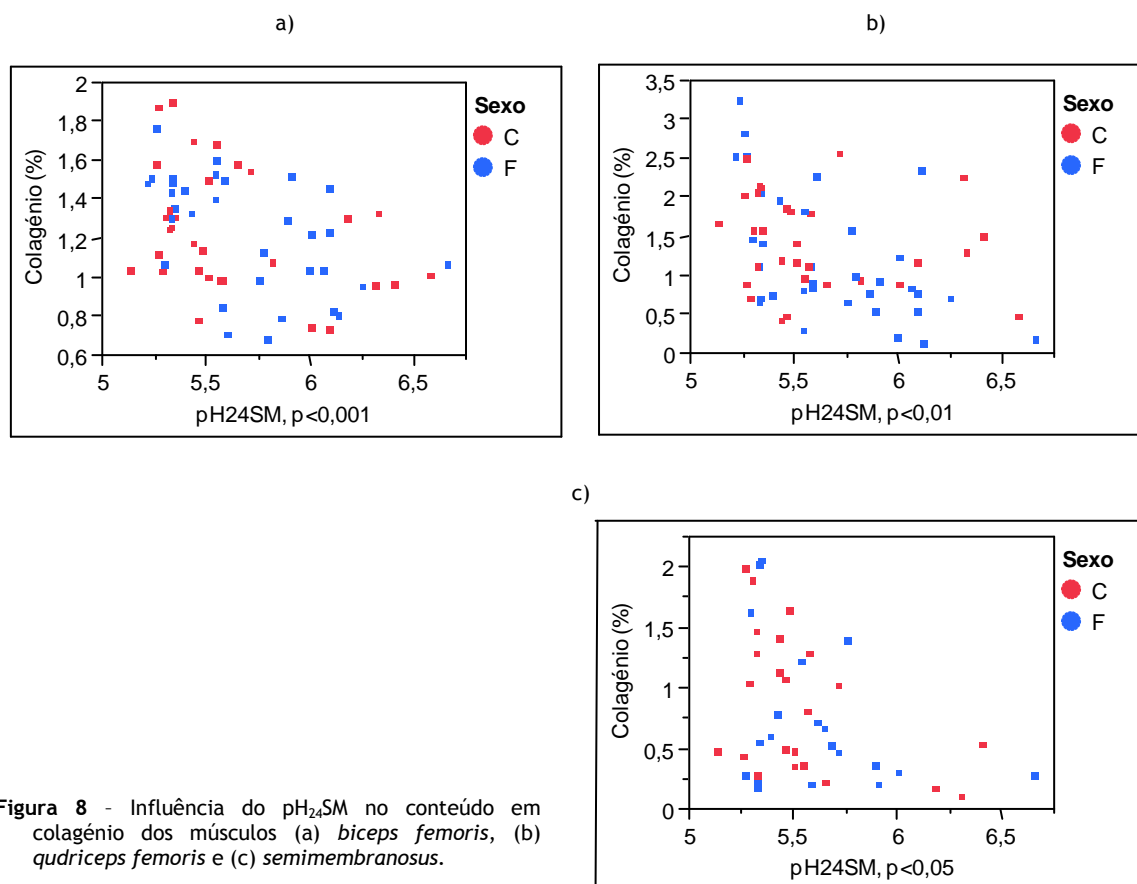 a)
b)
2
1,8
1,6
1,4
1,2
1
0,8
0,6
Colagénio (%)
5
5,5
6
6,5
pH24SM, p<0,001
Sexo
C
F
3,5
3
2,5
2
1,5
1
0,5
0
Colagénio (%)
5
5,5
6
6,5
pH24SM, p<0,01
Sexo
C
F
c)
2
1,5
1
0,5
0
Colagénio (%)
5
5,5
6
6,5
pH24SM, p<0,05
Sexo
C
F
Figura 8 - Influência do pH₂₄SM no conteúdo em
colagénio dos músculos (a) biceps femoris, (b)
qudriceps femoris e (c) semimembranosus.